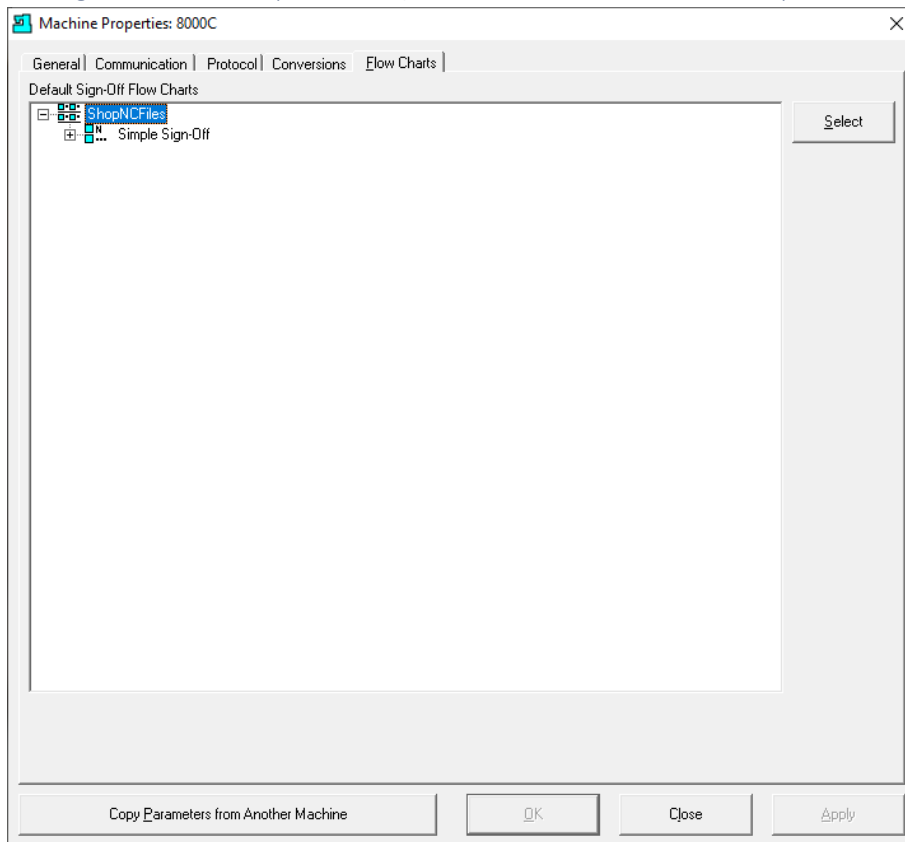 Machine Properties: 8000C
General Communication Protocol Conversions Flow Charts
Default Sign-Off Flow Charts
ShopNCFiles
Select
N
Simple Sign-Off
Copy Parameters from Another Machine
OK
Close
Apply